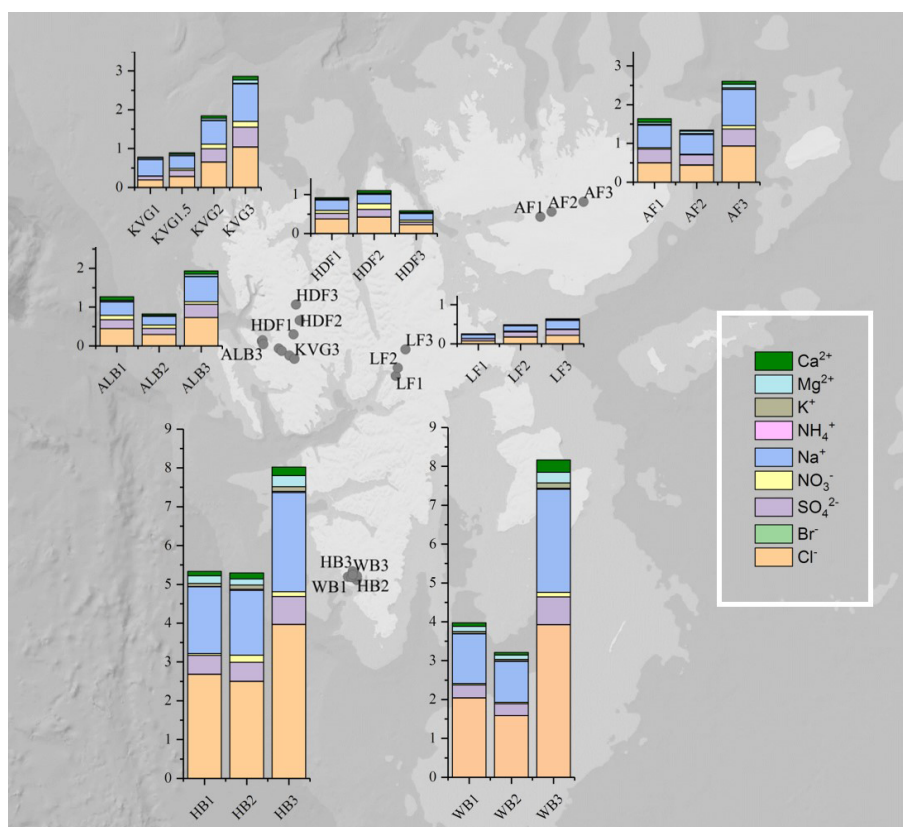 3
2
1
0
KVG1
KVG1.5
KVG2
KVG3
3
2
1
0
AF1
AF2
AF3
1
0
HDF1
HDF2
HDF3
AF1
AF2
AF3
2
1
0
ALB1
ALB2
ALB3
HDF3
HDF2
HDF1
KVG3
ALB3
LF3
LF2
LF1
1
0
LF1
LF2
LF3
Ca²⁺
Mg²⁺
K⁺
NH₄⁺
Na⁺
NO₃⁻
SO₄²⁻
Br⁻
Cl⁻
9
8
7
6
5
4
3
2
1
0
HB1
HB2
HB3
HB3
WB3
WB1
HB2
9
8
7
6
5
4
3
2
1
0
WB1
WB2
WB3